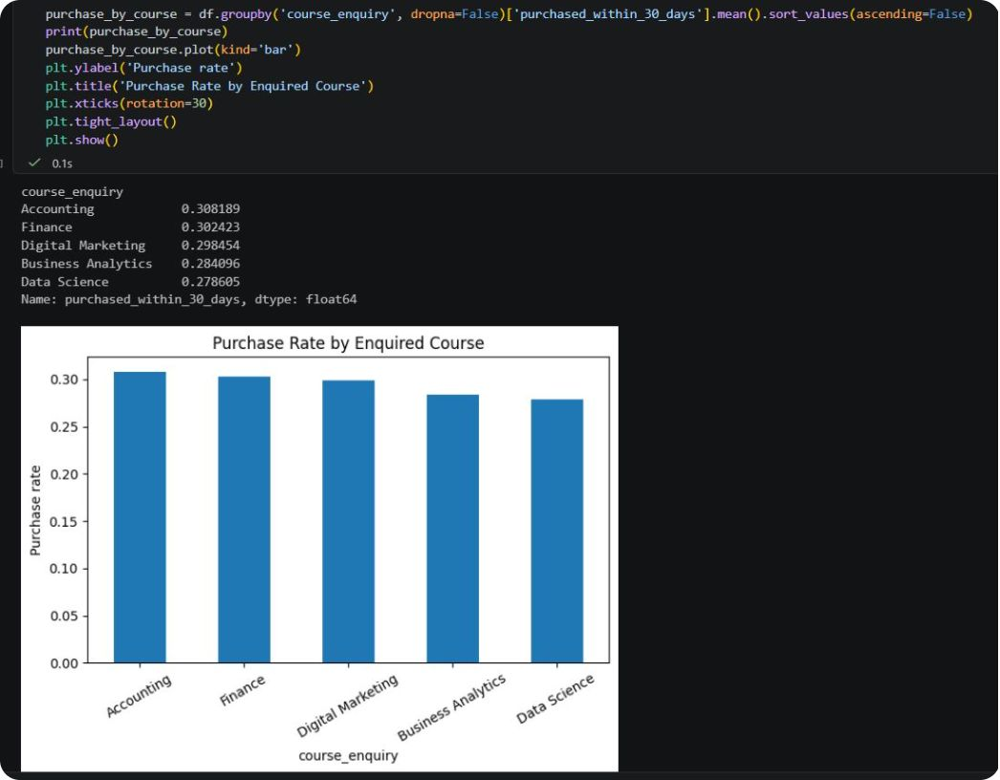 purchase_by_course = df.groupby('course_enquiry', dropna=False)['purchased_within_30_days'].mean().sort_values(ascending=False)
print(purchase_by_course)
purchase_by_course.plot(kind='bar')
plt.ylabel('Purchase rate')
plt.title('Purchase Rate by Enquired Course')
plt.xticks(rotation=30)
plt.tight_layout()
plt.show()
] ✓ 0.1s
course_enquiry
Accounting 0.308189
Finance 0.302423
Digital Marketing 0.298454
Business Analytics 0.284096
Data Science 0.278605
Name: purchased_within_30_days, dtype: float64
Purchase Rate by Enquired Course
0.30
0.25
0.20
0.15
0.10
0.05
0.00
Purchase rate
Accounting
Finance
Digital Marketing
Business Analytics
Data Science
course_enquiry